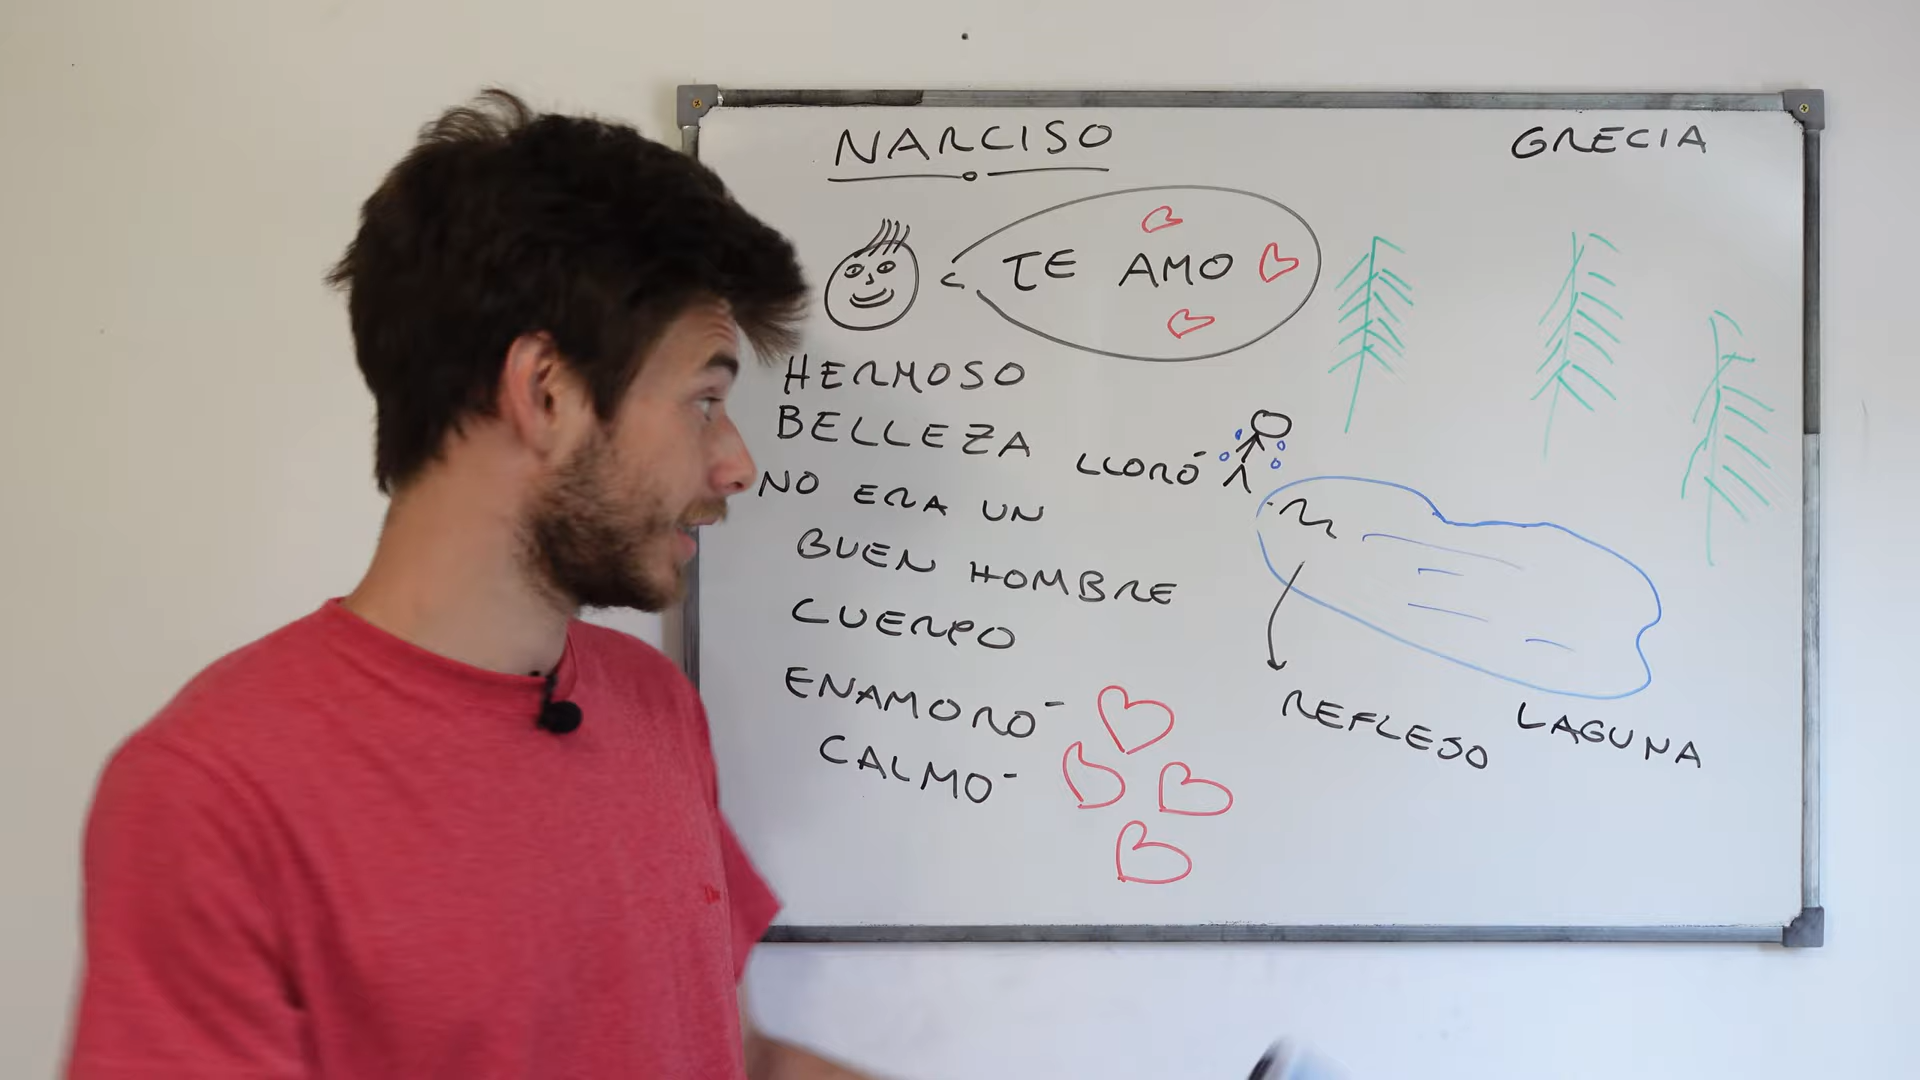 NARCISO
GRECIA
TE AMO
HERMOSO
BELLEZA
LLORÓ
NO ERA UN
BUEN HOMBRE
CUERPO
ENAMORÓ
CALMÓ
REFLEJO
LAGUNA